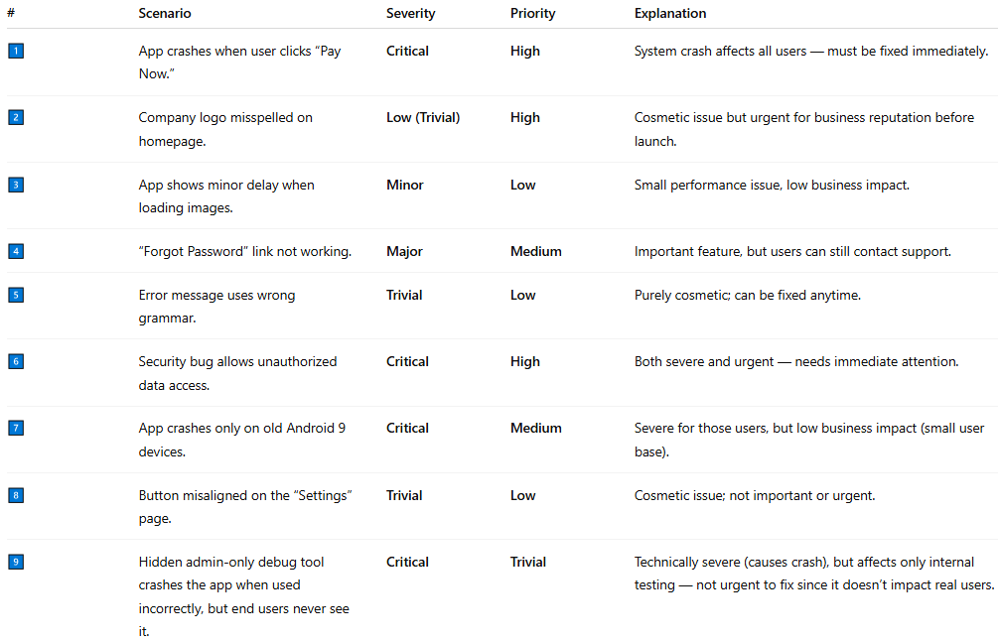 # Scenario Severity Priority Explanation
1 App crashes when user clicks “Pay Critical High System crash affects all users — must be fixed immediately.
Now.”
2 Company logo misspelled on Low (Trivial) High Cosmetic issue but urgent for business reputation before
homepage. launch.
3 App shows minor delay when Minor Low Small performance issue, low business impact.
loading images.
4 “Forgot Password” link not working. Major Medium Important feature, but users can still contact support.
5 Error message uses wrong Trivial Low Purely cosmetic; can be fixed anytime.
grammar.
6 Security bug allows unauthorized Critical High Both severe and urgent — needs immediate attention.
data access.
7 App crashes only on old Android 9 Critical Medium Severe for those users, but low business impact (small user
devices. base).
8 Button misaligned on the “Settings” Trivial Low Cosmetic issue; not important or urgent.
page.
9 Hidden admin-only debug tool Critical Trivial Technically severe (causes crash), but affects only internal
crashes the app when used testing — not urgent to fix since it doesn’t impact real users.
incorrectly, but end users never see
it.